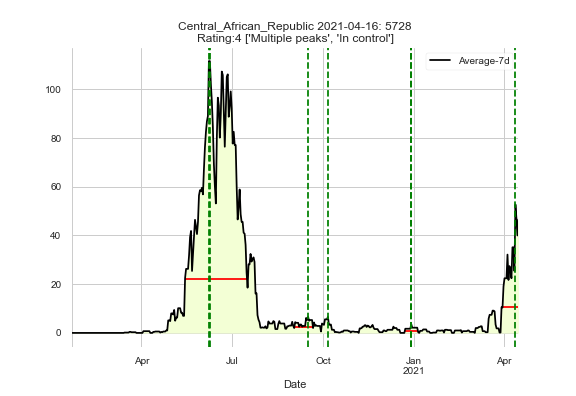 Central_African_Republic 2021-04-16: 5728
Rating:4 ['Multiple peaks', 'In control']
Average-7d
100
80
60
40
20
0
Apr
Jul
Oct
Jan
2021
Apr
Date